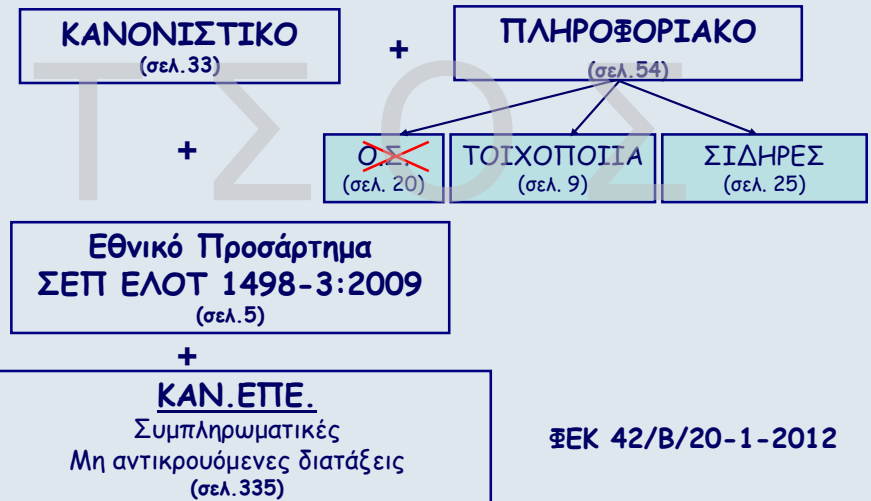 ΚΑΝΟΝΙΣΤΙΚΟ
(σελ.33)
+
ΠΛΗΡΟΦΟΡΙΑΚΟ
(σελ.54)
ΤΣΟΣ
+
Ο.Σ.
(σελ. 20)
ΤΟΙΧΟΠΟΙΙΑ
(σελ. 9)
ΣΙΔΗΡΕΣ
(σελ. 25)
Εθνικό Προσάρτημα
ΣΕΠ ΕΛΟΤ 1498-3:2009
(σελ.5)
+
ΚΑΝ.ΕΠΕ.
Συμπληρωματικές
Μη αντικρουόμενες διατάξεις
(σελ.335)
ΦΕΚ 42/Β/20-1-2012